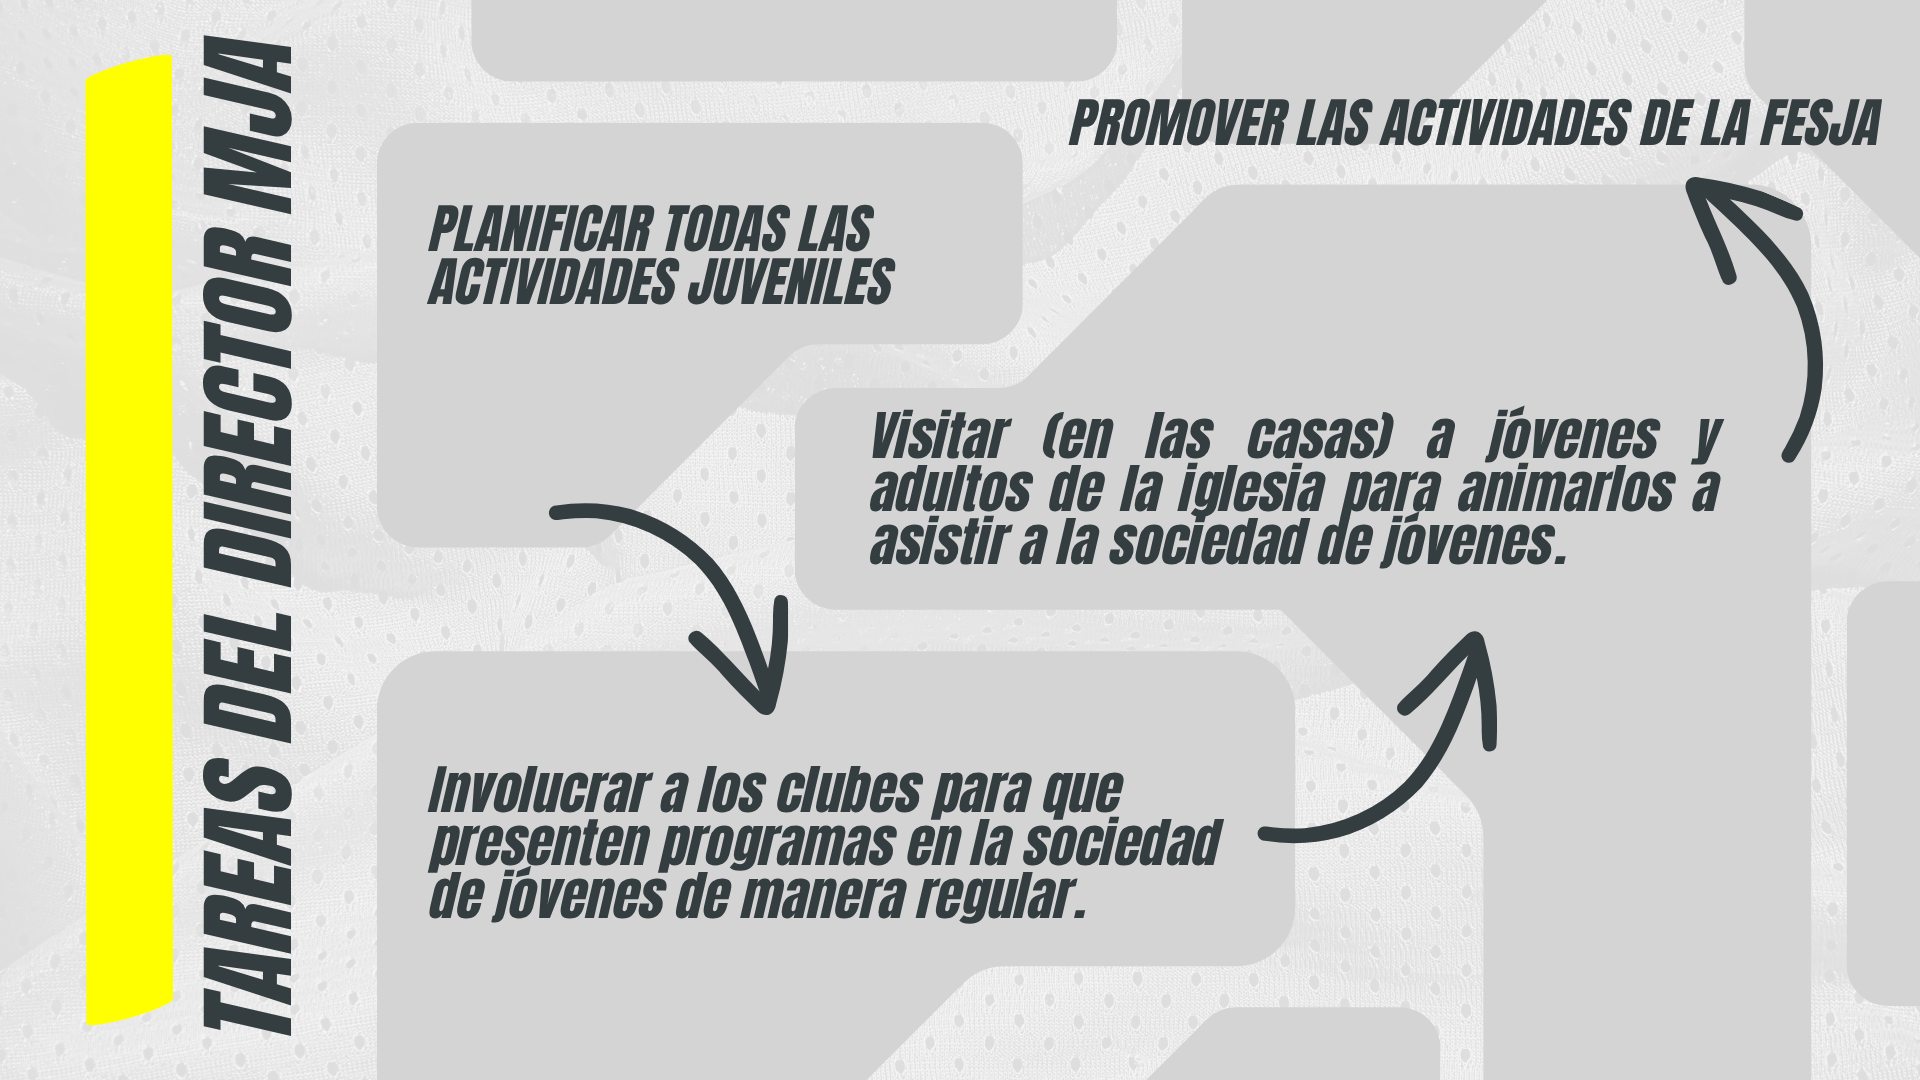 TAREAS DEL DIRECTOR MJA
PLANIFICAR TODAS LAS
ACTIVIDADES JUVENILES
Involucrar a los clubes para que
presenten programas en la sociedad
de jóvenes de manera regular.
Visitar (en las casas) a jóvenes y
adultos de la iglesia para animarlos a
asistir a la sociedad de jóvenes.
PROMOVER LAS ACTIVIDADES DE LA FESJA